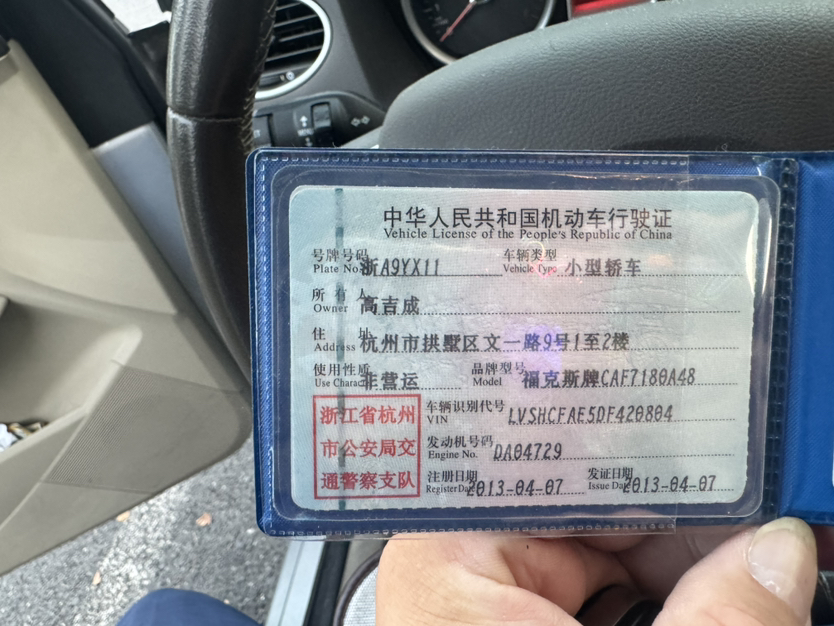 中华人民共和国机动车行驶证
Vehicle License of the People's Republic of China
号牌号码 浙A9YX11 车辆类型 小型轿车
Plate No. Vehicle Type
所有人 高吉成
Owner
住址 杭州市拱墅区文一路9号1至2楼
Address
使用性质 非营运 品牌型号 福克斯牌CAF7180A48
Use Charac Model
浙江省杭州
市公安局交
通警察支队
车辆识别代号 LVSHCFAE5DF420804
VIN
发动机号码 DA04729
Engine No.
注册日期 2013-04-07 发证日期 2013-04-07
Register Date Issue Date